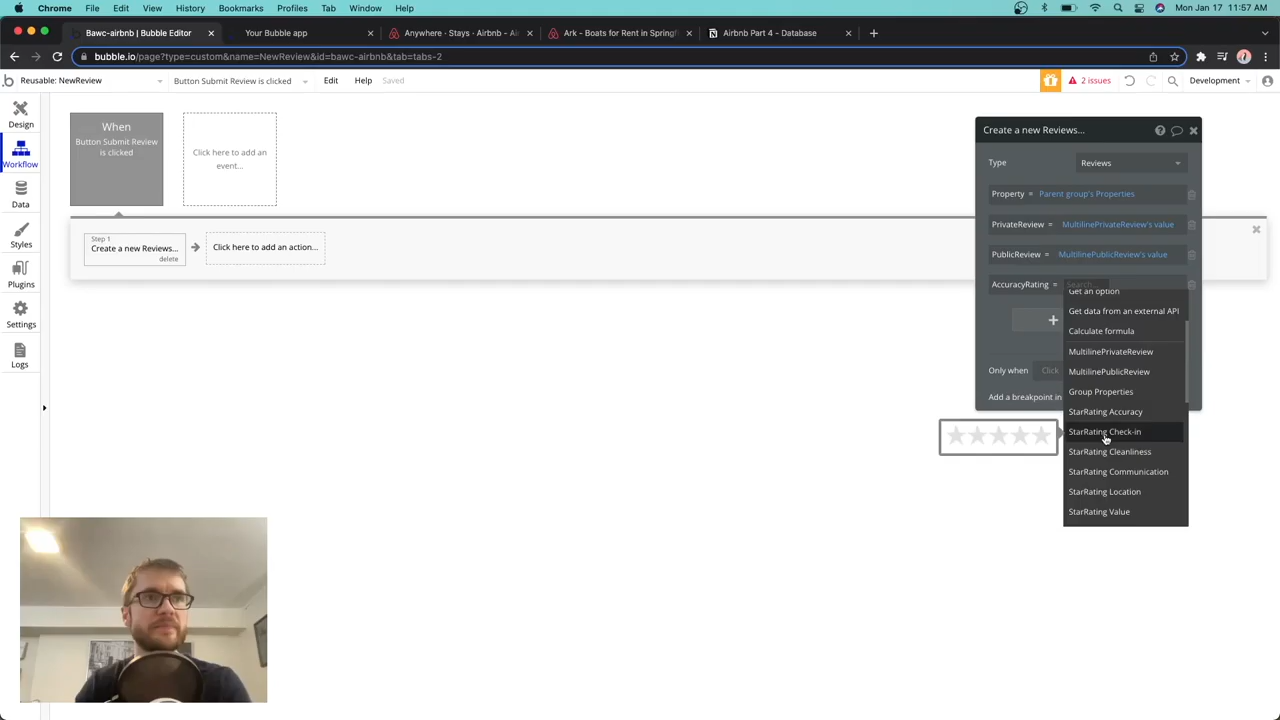 Chrome File Edit View History Bookmarks Profiles Tab Window Help Mon Jan 17 11:57 AM
Bawc-airbnb | Bubble Editor Your Bubble app Anywhere · Stays · Airbnb - Ark - Boats for Rent in Springf Airbnb Part 4 - Database
bubble.io/page?type=custom&name=NewReview&id=bawc-airbnb&tab=tabs-2
Reusable: NewReview Button Submit Review is clicked Edit Help Saved 2 issues Development
Design
Workflow
Data
Styles
Plugins
Settings
Logs
When
Button Submit Review
is clicked
Click here to add an
event...
Step 1
Create a new Reviews...
delete
Click here to add an action...
Create a new Reviews...
Type Reviews
Property = Parent group's Properties
PrivateReview = MultilinePrivateReview's value
PublicReview = MultilinePublicReview's value
AccuracyRating = Search...
Get an option
Get data from an external API
Calculate formula
MultilinePrivateReview
MultilinePublicReview
Group Properties
StarRating Accuracy
StarRating Check-in
StarRating Cleanliness
StarRating Communication
StarRating Location
StarRating Value
Only when Click
Add a breakpoint in